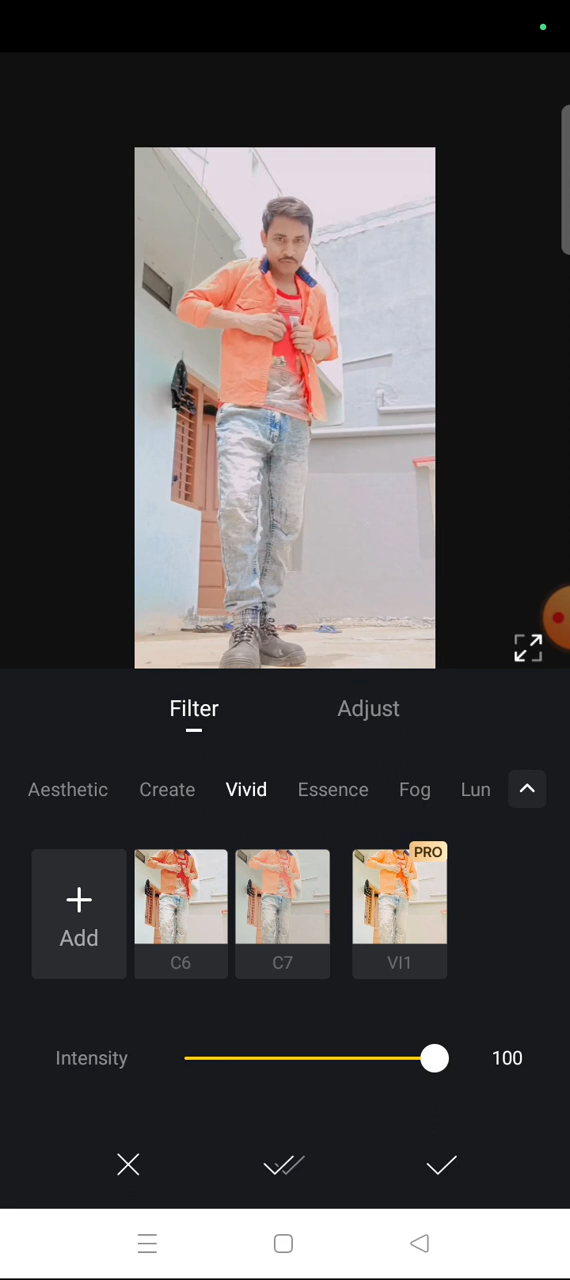 Filter Adjust
Aesthetic Create Vivid Essence Fog Lun
PRO
Add C6 C7 VI1
Intensity 100